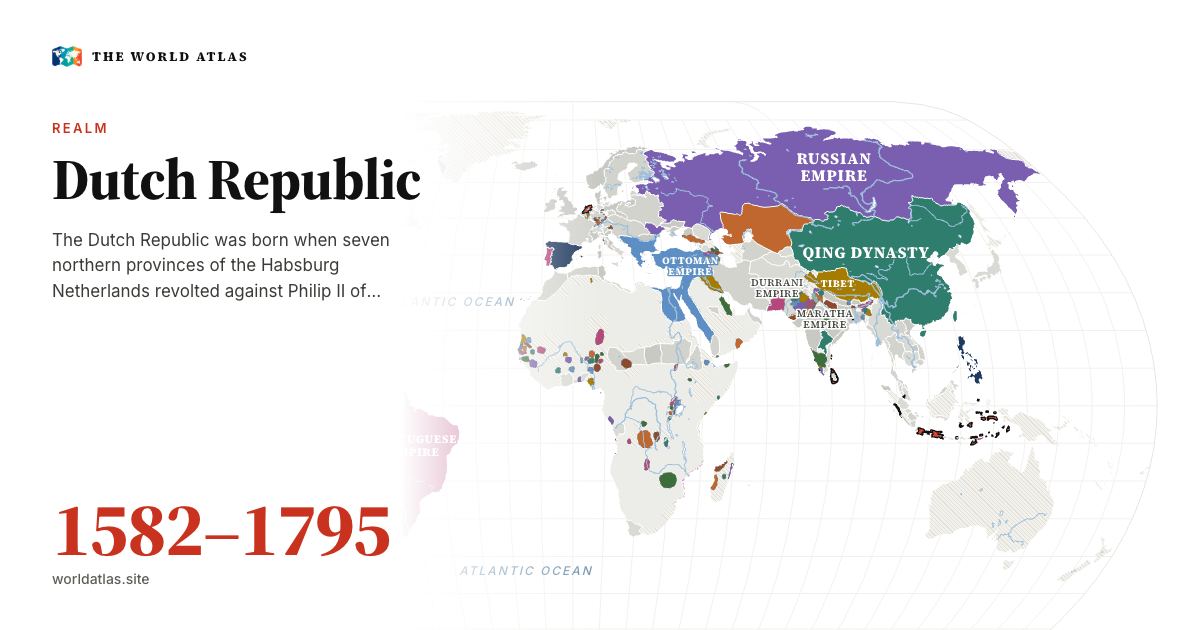 THE WORLD ATLAS
REALM
Dutch Republic
The Dutch Republic was born when seven
northern provinces of the Habsburg
Netherlands revolted against Philip II of…
1582–1795
worldatlas.site
RUSSIAN
EMPIRE
QING DYNASTY
OTTOMAN
EMPIRE
DURRANI
EMPIRE
TIBET
MARATHA
EMPIRE
ANTIC OCEAN
UGUESE
PIRE
ATLANTIC OCEAN